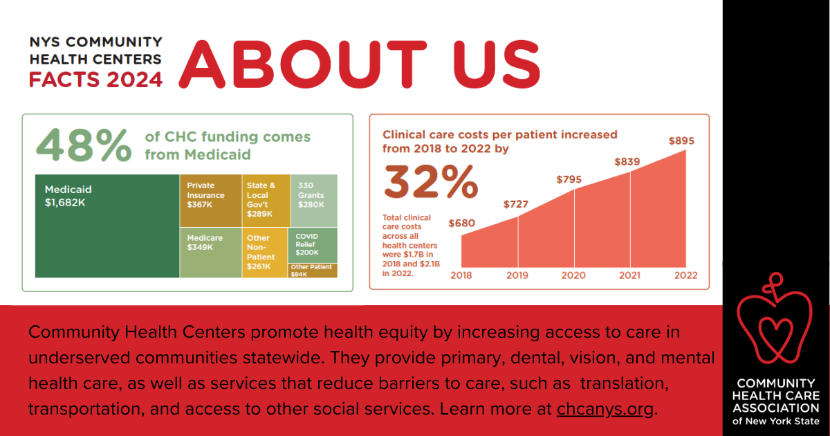 NYS COMMUNITY
HEALTH CENTERS
FACTS 2024
ABOUT US
48%
of CHC funding comes
from Medicaid
Medicaid
$1,682K
Private
Insurance
$367K
State &
Local
Gov't
$289K
330
Grants
$280K
Medicare
$349K
Other
Non-
Patient
$261K
COVID
Relief
$200K
Other Patient
$94K
Clinical care costs per patient increased
from 2018 to 2022 by
32%
Total clinical
care costs
across all
health centers
were $1.7B in
2018 and $2.1B
in 2022.
$680
$727
$795
$839
$895
2018
2019
2020
2021
2022
Community Health Centers promote health equity by increasing access to care in
underserved communities statewide. They provide primary, dental, vision, and mental
health care, as well as services that reduce barriers to care, such as translation,
transportation, and access to other social services. Learn more at chcanys.org.
COMMUNITY
HEALTH CARE
ASSOCIATION
of New York State